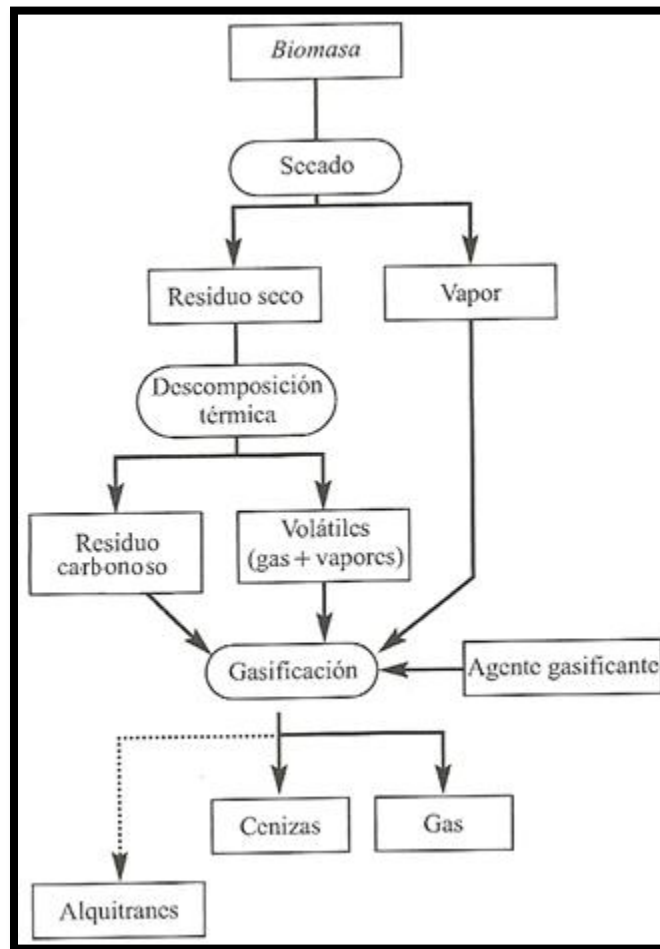 Biomasa
Secado
Residuo seco
Vapor
Descomposición
térmica
Residuo
carbonoso
Volátiles
(gas + vapores)
Gasificación
Agente gasificante
Cenizas
Gas
Alquitranes